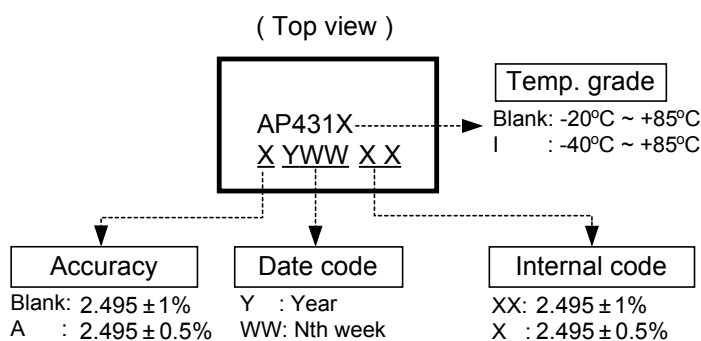 ( Top view )
AP431X
X YWW X X
Temp. grade
Blank: -20ºC ~ +85ºC
I : -40ºC ~ +85ºC
Accuracy
Blank: 2.495 ± 1%
A : 2.495 ± 0.5%
Date code
Y : Year
WW: Nth week
Internal code
XX: 2.495 ± 1%
X : 2.495 ± 0.5%